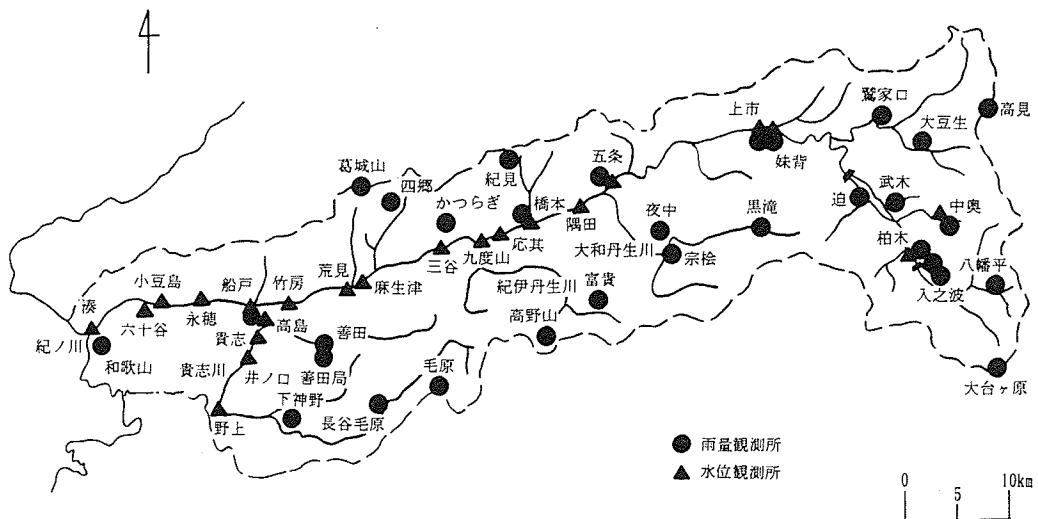 4
鷲家口
高見
上市
大豆生
五条
紀見
妹背
葛城山
四郷
武木
かつらぎ
橋本
迫
夜中
黒滝
中奥
隅田
応其
柏木
大和丹生川
九度山
三谷
宗桧
荒見
八幡平
船戸
竹房
小豆島
麻生津
紀伊丹生川
富貴
入之波
湊
永穂
高島
高野山
六十谷
善田
貴志
紀ノ川
和歌山
毛原
貴志川
井ノ口
善田局
大台ヶ原
下神野
長谷毛原
野上
雨量観測所
水位観測所
0
5
10km